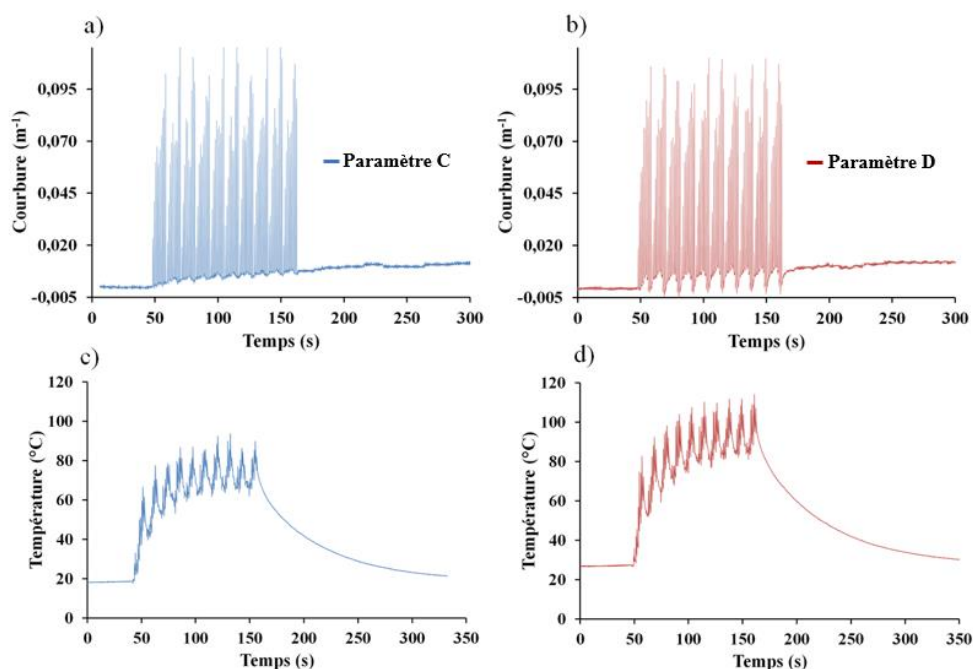 a)
0,095
0,070
0,045
0,020
-0,005
Courbure (m⁻¹)
Paramètre C
0 50 100 150 200 250 300
Temps (s)
b)
0,095
0,070
0,045
0,020
-0,005
Courbure (m⁻¹)
Paramètre D
0 50 100 150 200 250 300
Temps (s)
c)
120
100
80
60
40
20
0
Température (°C)
0 50 100 150 200 250 300 350
Temps (s)
d)
120
100
80
60
40
20
0
Température (°C)
0 50 100 150 200 250 300 350
Temps (s)